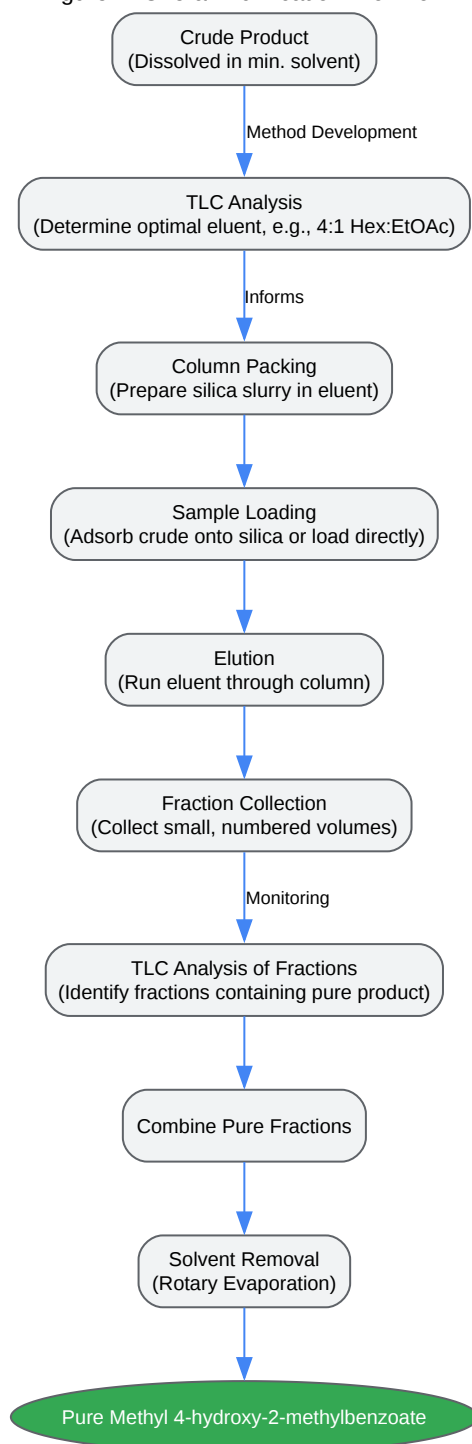 Crude Product
(Dissolved in min. solvent)
Method Development
TLC Analysis
(Determine optimal eluent, e.g., 4:1 Hex:EtOAc)
Informs
Column Packing
(Prepare silica slurry in eluent)
Sample Loading
(Adsorb crude onto silica or load directly)
Elution
(Run eluent through column)
Fraction Collection
(Collect small, numbered volumes)
Monitoring
TLC Analysis of Fractions
(Identify fractions containing pure product)
Combine Pure Fractions
Solvent Removal
(Rotary Evaporation)
Pure Methyl 4-hydroxy-2-methylbenzoate